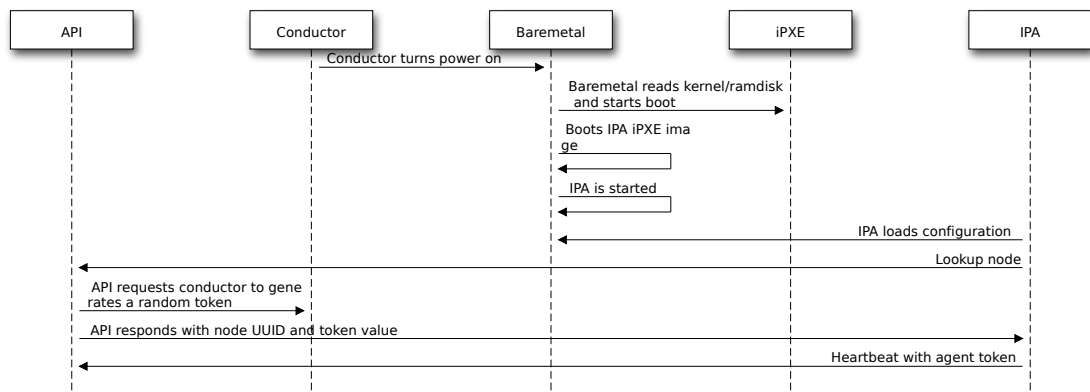 API
Conductor
Baremetal
iPXE
IPA
Conductor turns power on
Baremetal reads kernel/ramdisk
and starts boot
Boots IPA iPXE ima
ge
IPA is started
IPA loads configuration
Lookup node
API requests conductor to gene
rates a random token
API responds with node UUID and token value
Heartbeat with agent token